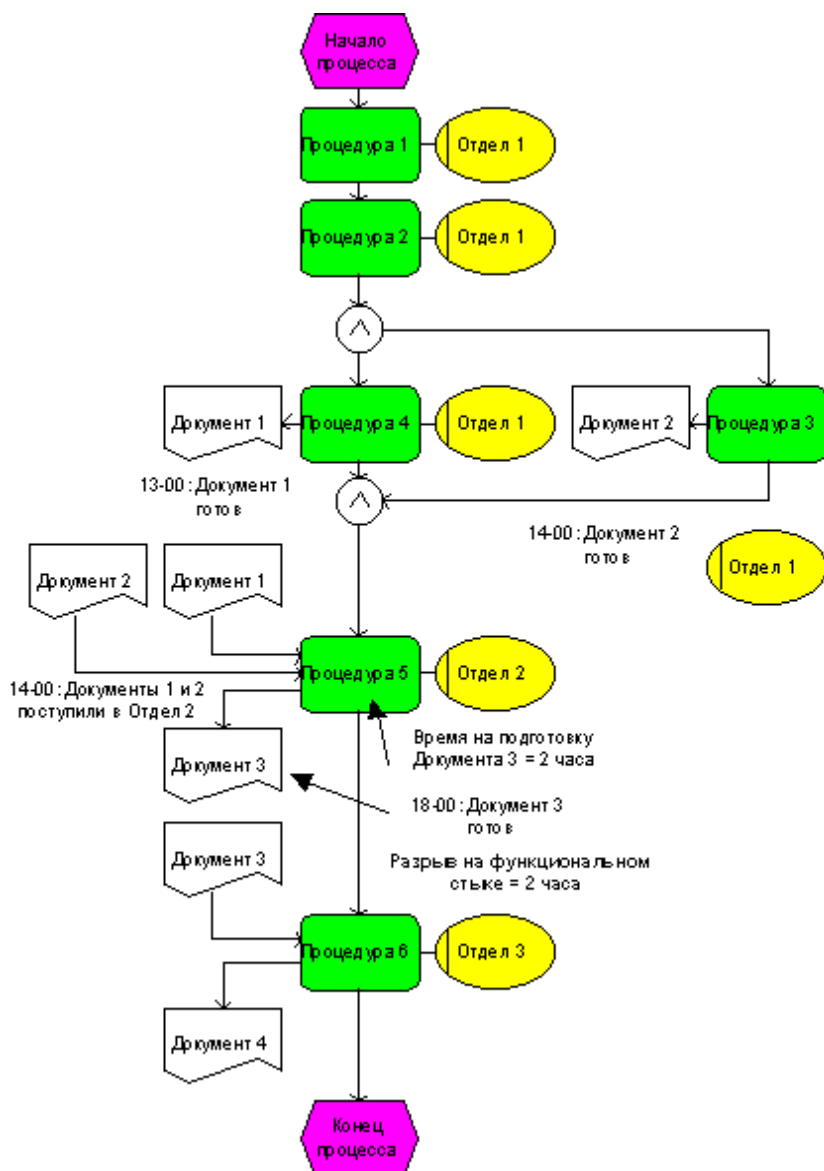 Начало
процесса
Процедура 1
Отдел 1
Процедура 2
Отдел 1
Документ 1
Процедура 4
Отдел 1
Документ 2
Процедура 3
13-00 : Документ 1
готов
14-00 : Документ 2
готов
Отдел 1
Документ 2
Документ 1
Процедура 5
Отдел 2
14-00 : Документы 1 и 2
поступили в Отдел 2
Время на подготовку
Документа 3 = 2 часа
Документ 3
18-00 : Документ 3
готов
Документ 3
Разрыв на функциональном
стыке = 2 часа
Процедура 6
Отдел 3
Документ 4
Конец
процесса